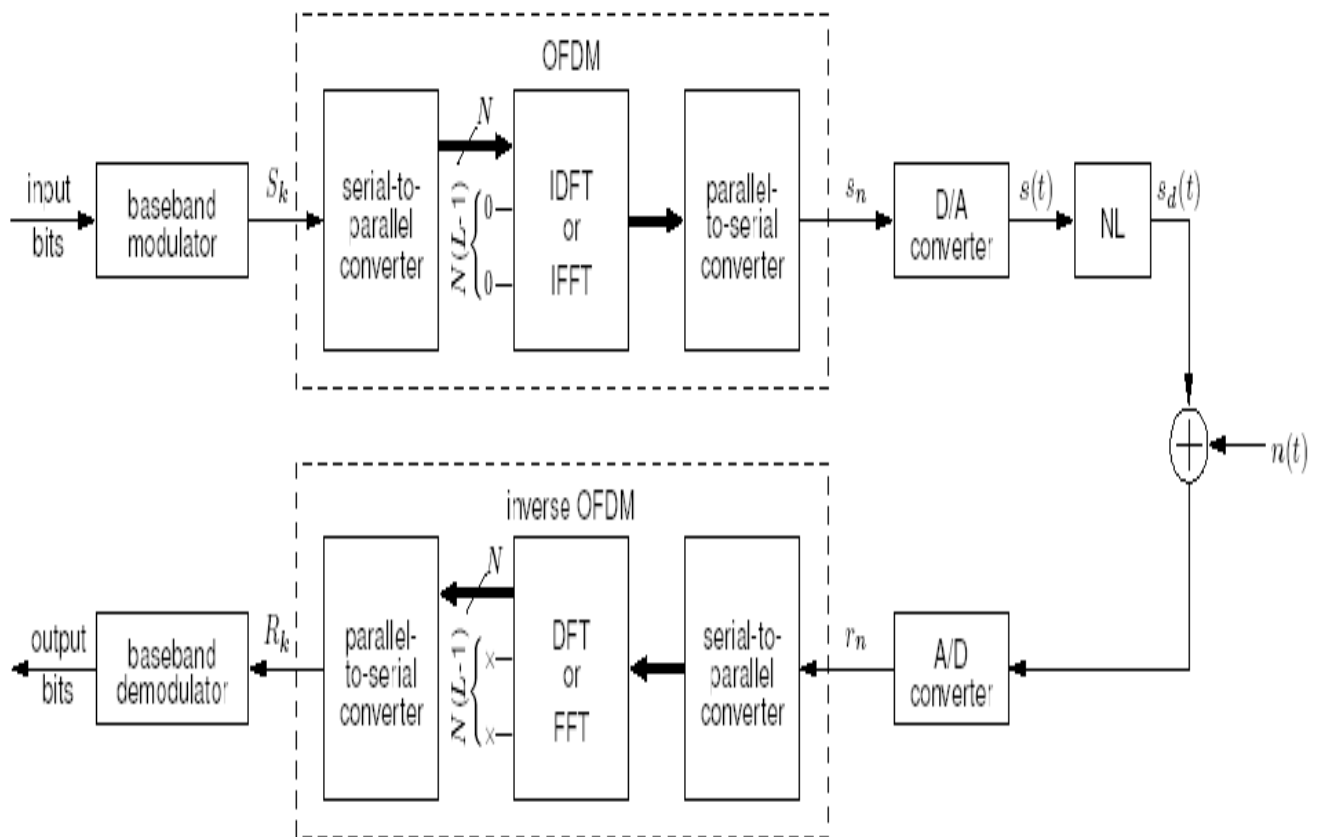 OFDM
input
bits
baseband
modulator
S_k
serial-to-
parallel
converter
N
N(L-1)
0
0
IDFT
or
IFFT
parallel-
to-serial
converter
s_n
D/A
converter
s(t)
NL
s_d(t)
n(t)
inverse OFDM
output
bits
baseband
demodulator
R_k
parallel-
to-serial
converter
N
N(L-1)
×
×
DFT
or
FFT
serial-to-
parallel
converter
r_n
A/D
converter